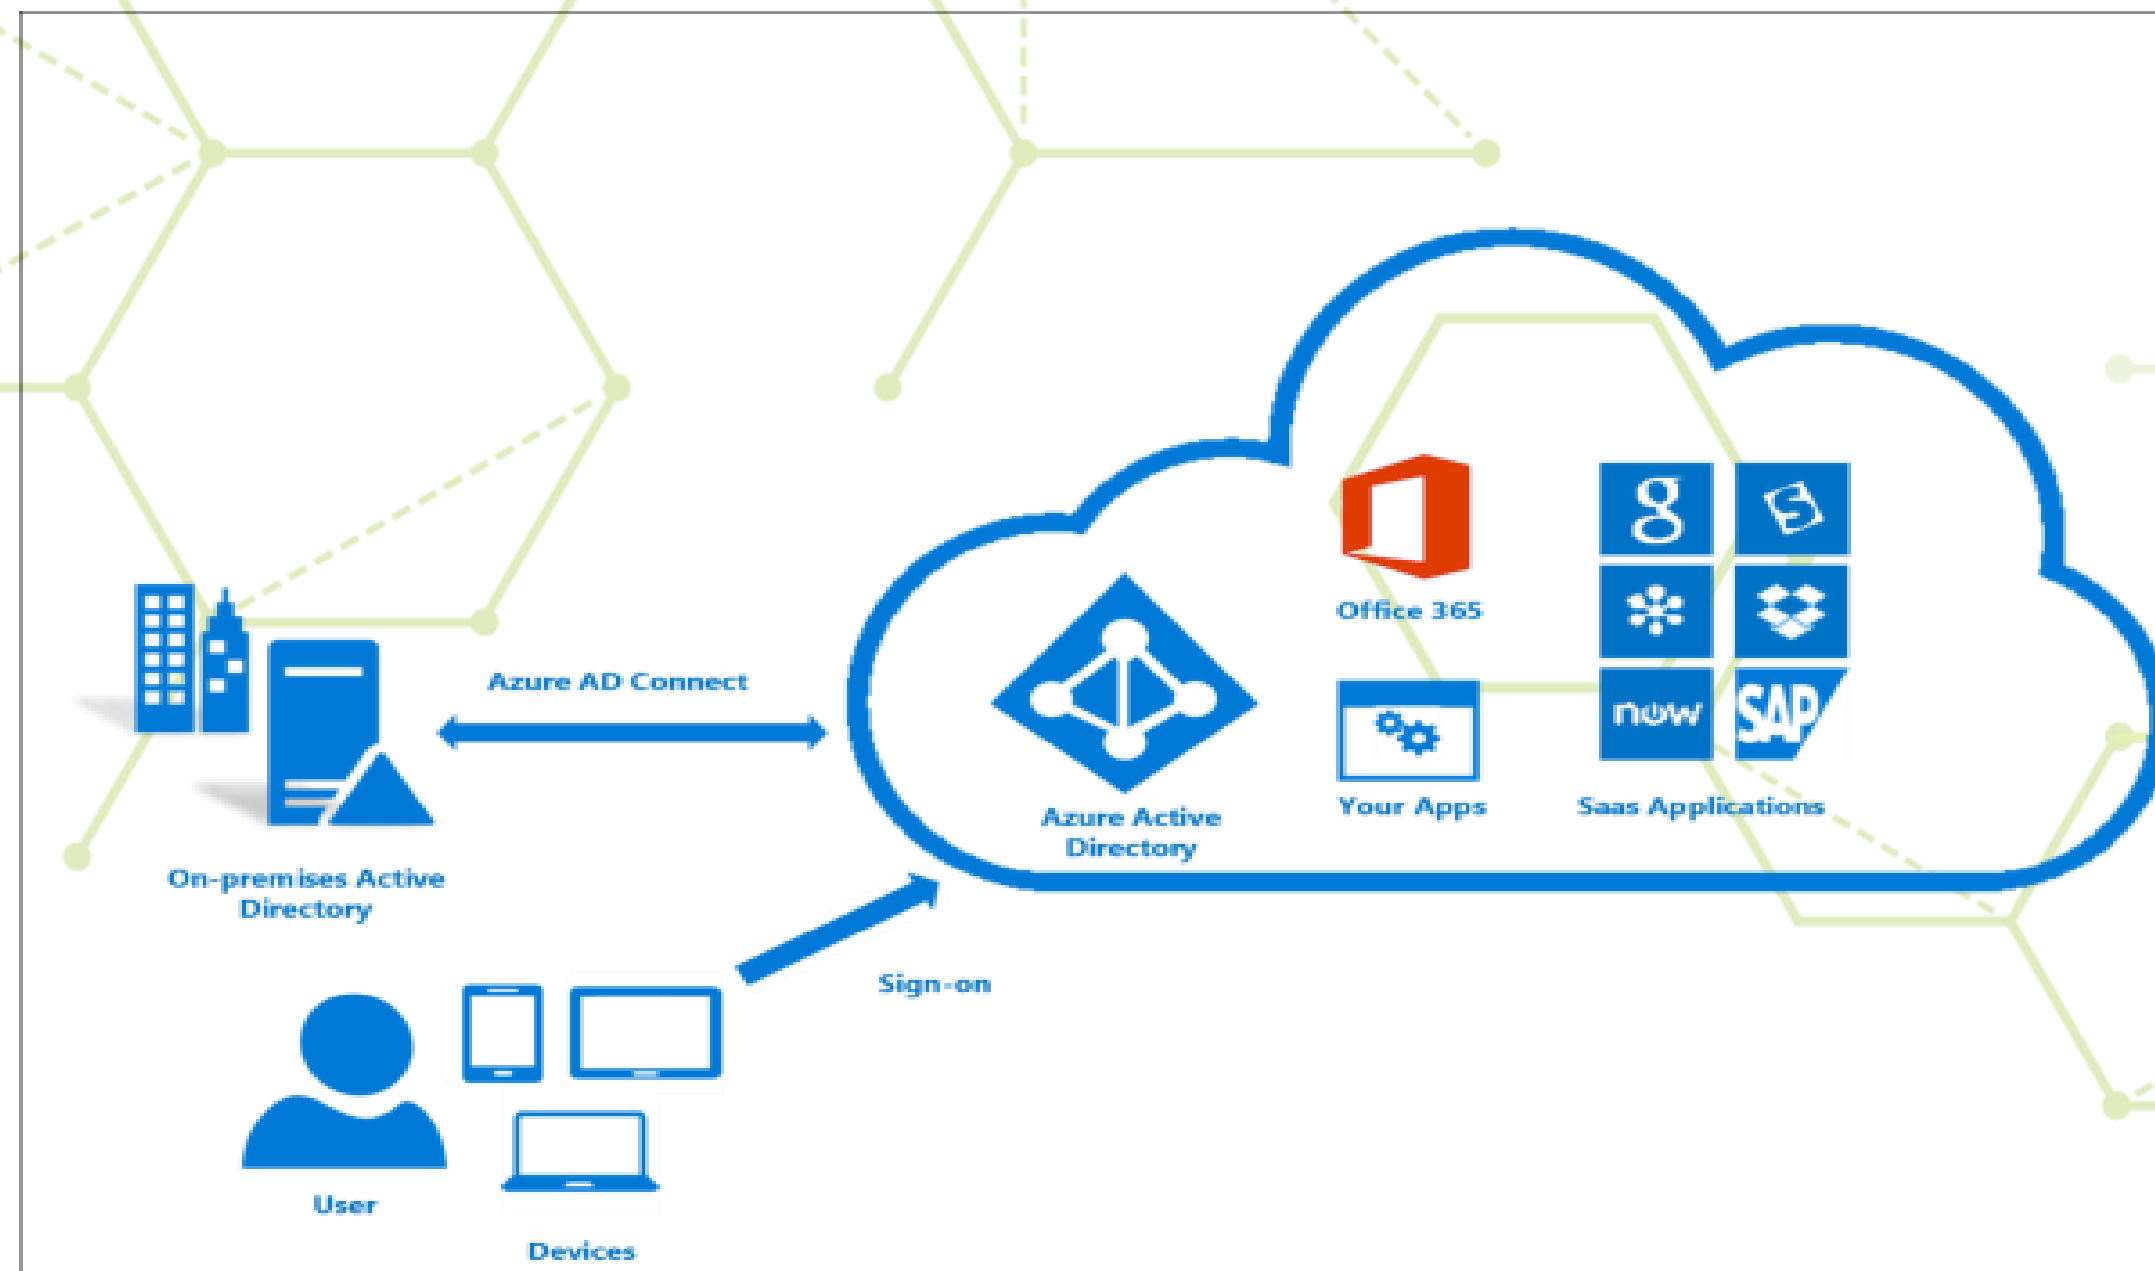 Office 365
Azure AD Connect
g
S
now
SAP
Your Apps
Saas Applications
Azure Active
Directory
On-premises Active
Directory
Sign-on
User
Devices